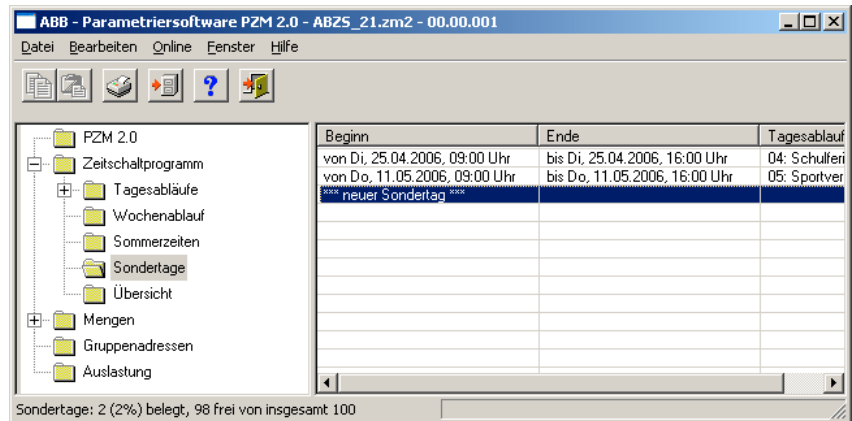 ABB - Parametriersoftware PZM 2.0 - ABZS_21.zm2 - 00.00.001
Datei Bearbeiten Online Fenster Hilfe
PZM 2.0
Zeitschaltprogramm
Tagesabläufe
Wochenablauf
Sommerzeiten
Sondertage
Übersicht
Mengen
Gruppenadressen
Auslastung
Beginn Ende Tagesablauf
von Di, 25.04.2006, 09:00 Uhr bis Di, 25.04.2006, 16:00 Uhr 04: Schulferi
von Do, 11.05.2006, 09:00 Uhr bis Do, 11.05.2006, 16:00 Uhr 05: Sportver
*** neuer Sondertag ***
Sondertage: 2 (2%) belegt, 98 frei von insgesamt 100